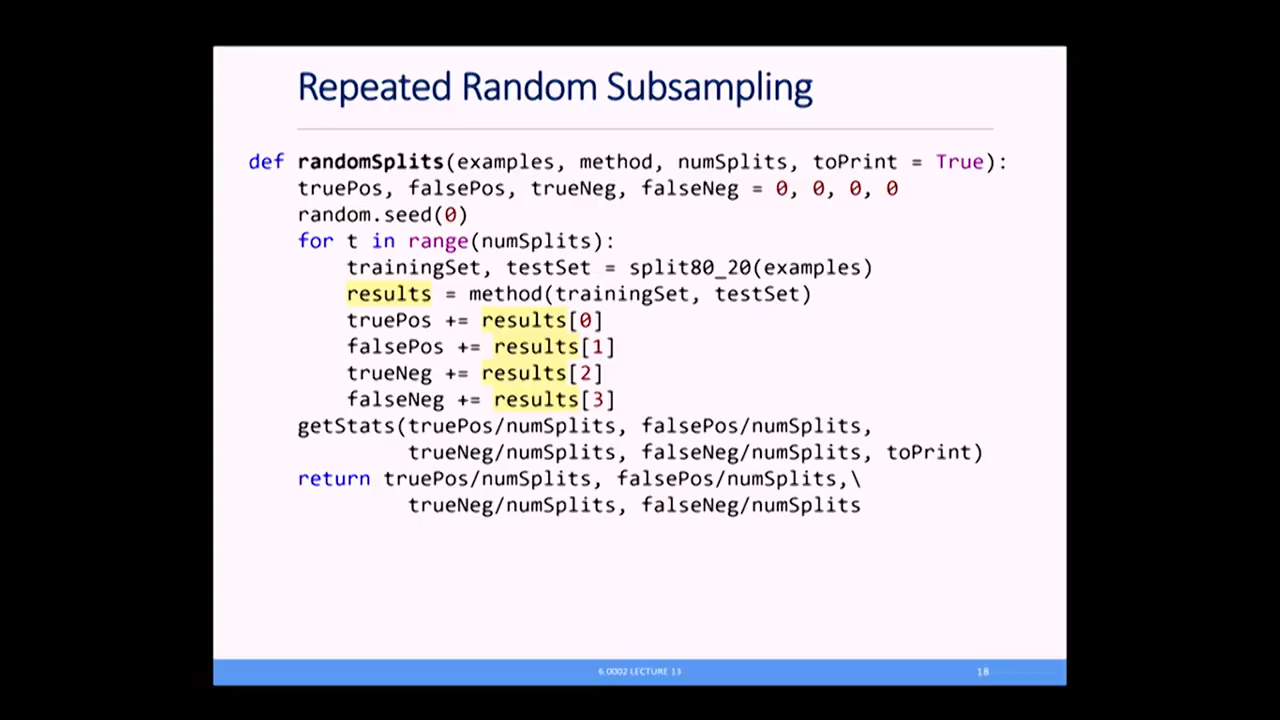 Repeated Random Subsampling
def randomSplits(examples, method, numSplits, toPrint = True):
    truePos, falsePos, trueNeg, falseNeg = 0, 0, 0, 0
    random.seed(0)
    for t in range(numSplits):
        trainingSet, testSet = split80_20(examples)
        results = method(trainingSet, testSet)
        truePos += results[0]
        falsePos += results[1]
        trueNeg += results[2]
        falseNeg += results[3]
    getStats(truePos/numSplits, falsePos/numSplits,
             trueNeg/numSplits, falseNeg/numSplits, toPrint)
    return truePos/numSplits, falsePos/numSplits,\
             trueNeg/numSplits, falseNeg/numSplits
6.0002 LECTURE 13
18